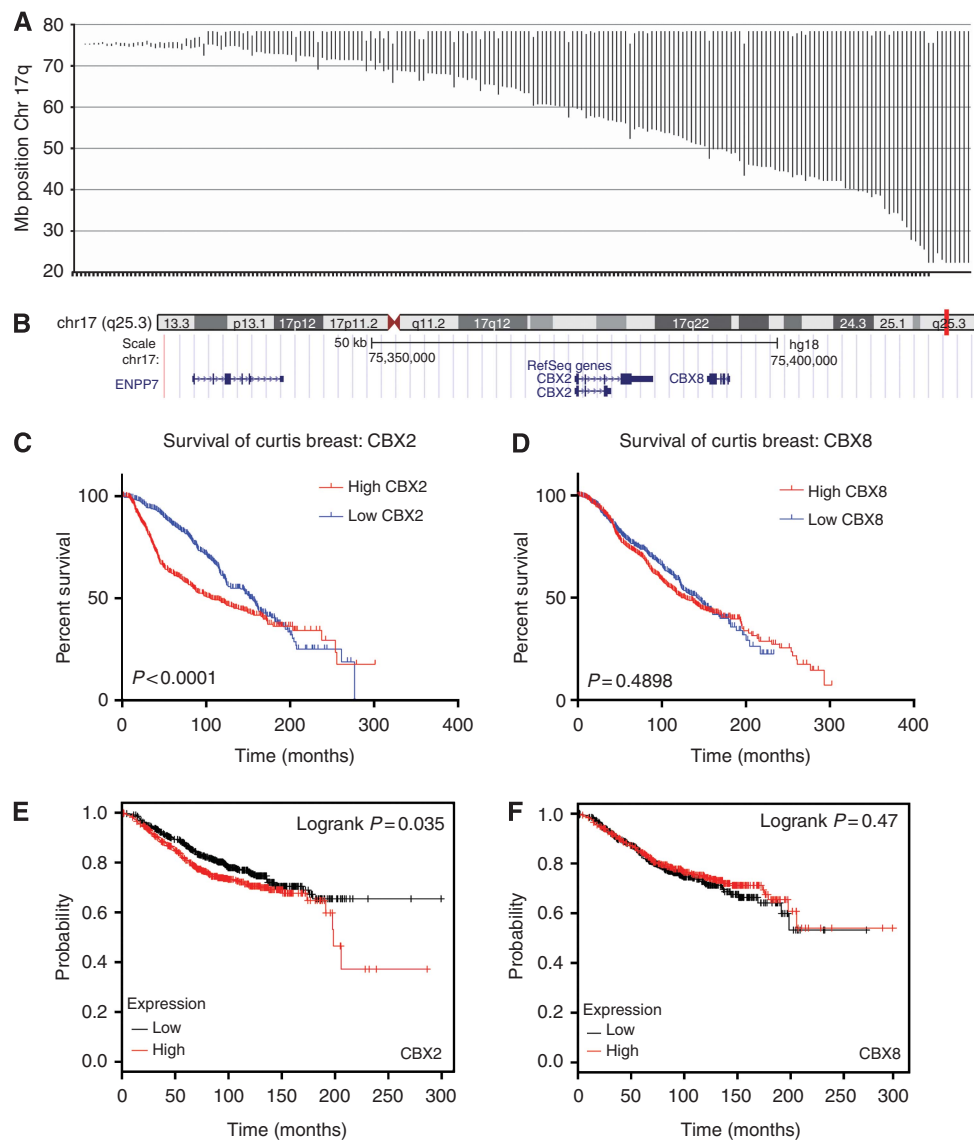 A
80
70
60
50
40
30
20
Mb position Chr 17q
B
chr17 (q25.3)
13.3 p13.1 17p12 17p11.2 q11.2 17q12 17q22 24.3 25.1 q25.3
Scale 50 kb hg18
chr17: 75,350,000 75,400,000
RefSeq genes
ENPP7 CBX2 CBX8
CBX2
C Survival of curtis breast: CBX2
High CBX2
Low CBX2
100
50
0
Percent survival
P<0.0001
0 100 200 300 400
Time (months)
D Survival of curtis breast: CBX8
High CBX8
Low CBX8
100
50
0
Percent survival
P=0.4898
0 100 200 300 400
Time (months)
E
Logrank P=0.035
1.0
0.8
0.6
0.4
0.2
0.0
Probability
Expression
Low
High
CBX2
0 50 100 150 200 250 300
Time (months)
F
Logrank P=0.47
1.0
0.8
0.6
0.4
0.2
0.0
Probability
Expression
Low
High
CBX8
0 50 100 150 200 250 300
Time (months)